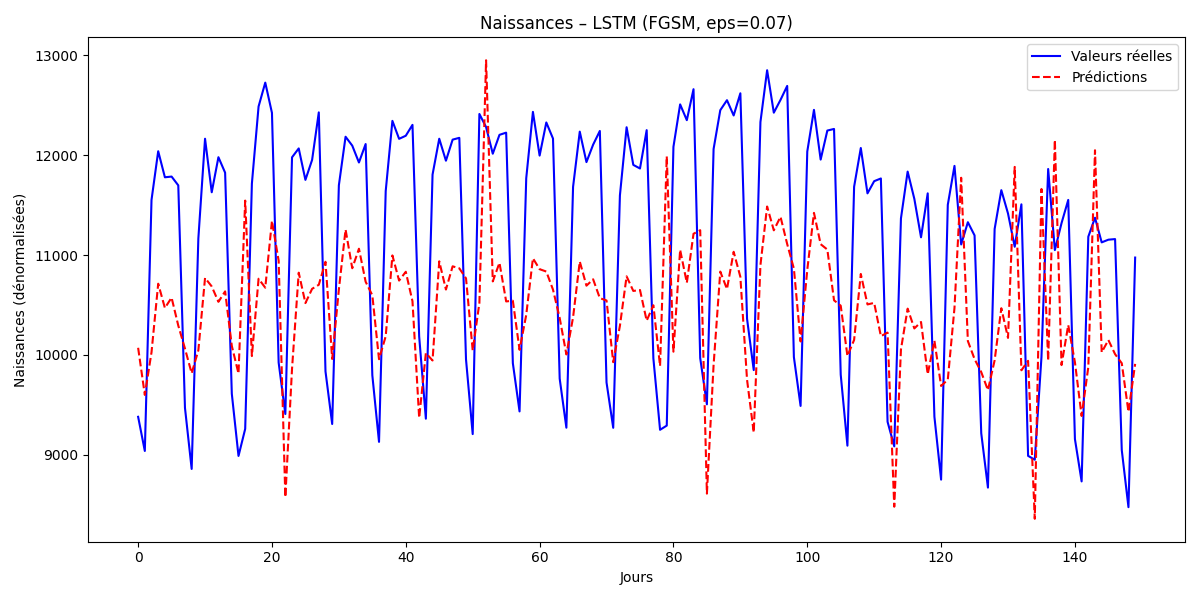 Naissances – LSTM (FGSM, eps=0.07)
Valeurs réelles
Prédictions
Naissances (dénormalisées)
13000
12000
11000
10000
9000
0 20 40 60 80 100 120 140
Jours